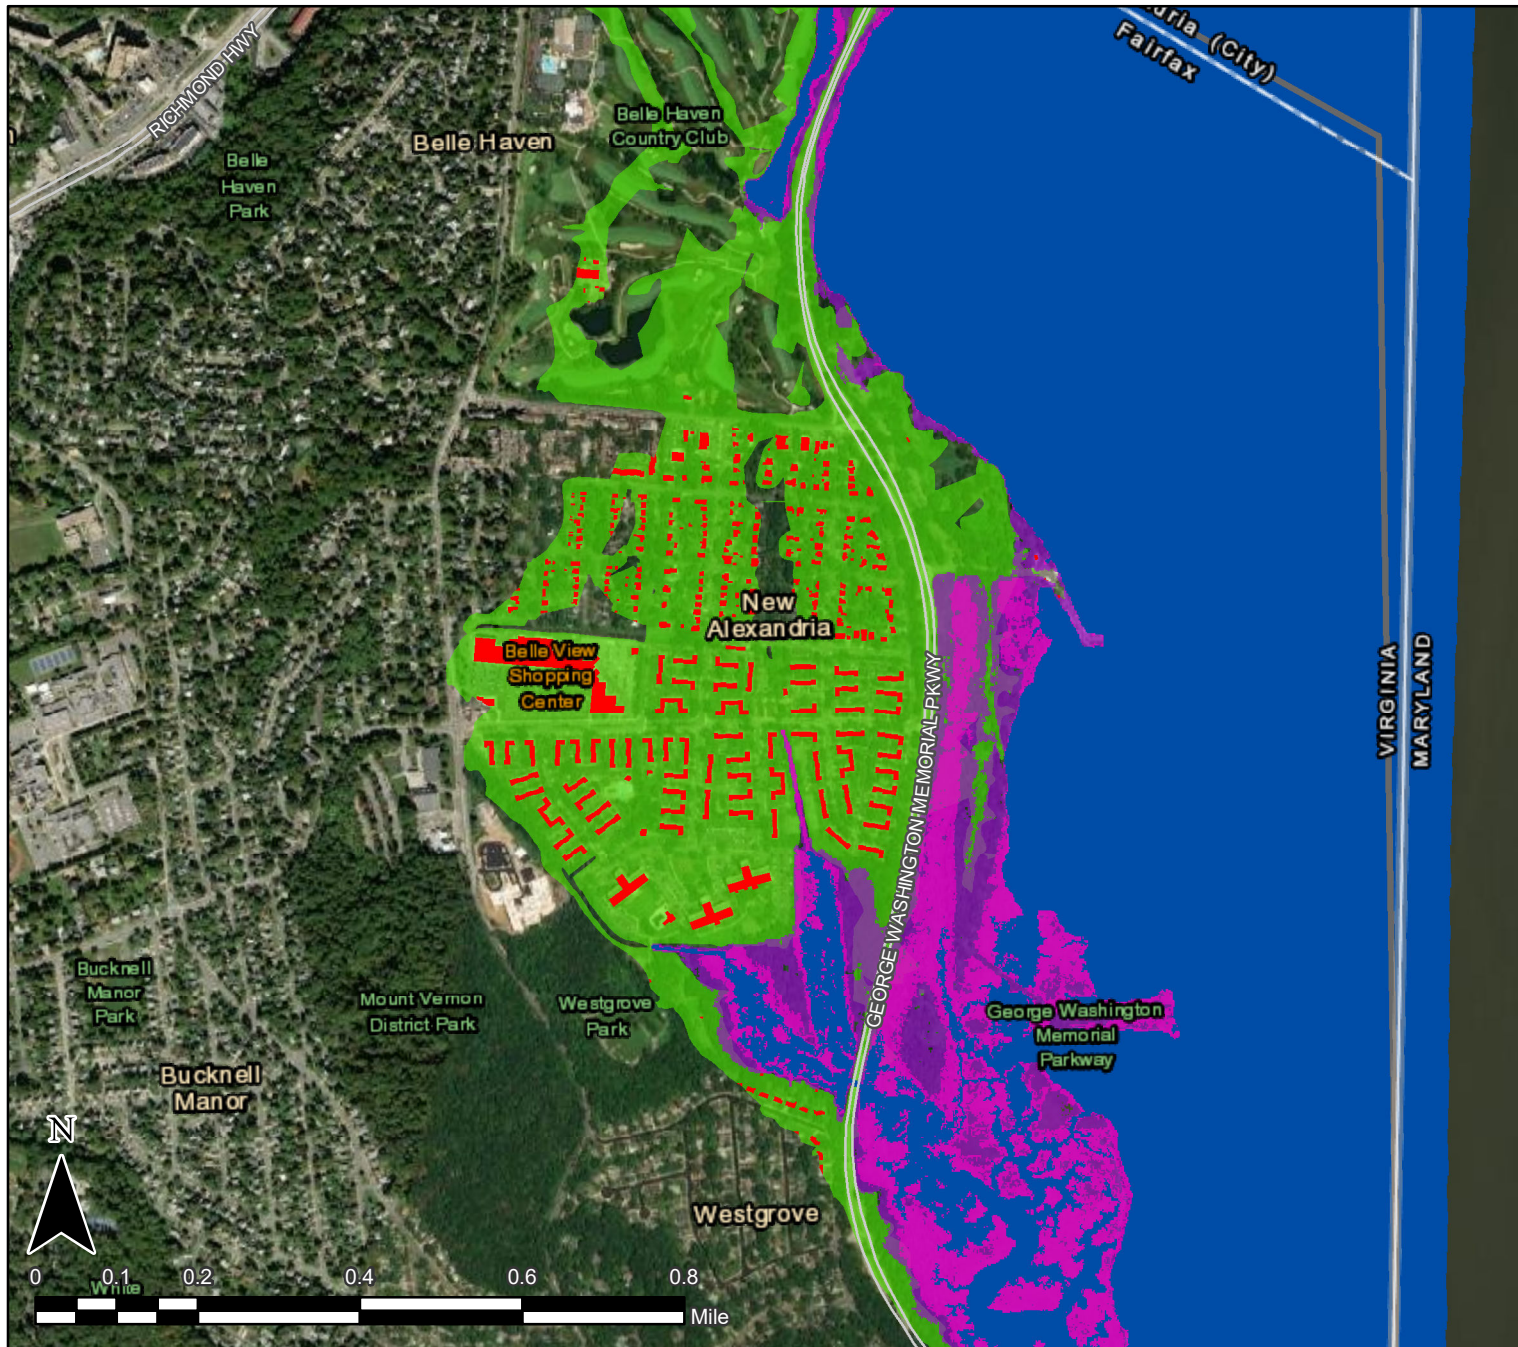 RICHMOND HWY
(City)
Fairfax
Belle Haven
Country Club
Belle Haven
Belle
Haven
Park
New
Alexandria
Belle View
Shopping
Center
GEORGE WASHINGTON MEMORIAL PKWY
VIRGINIA
MARYLAND
Bucknell
Manor
Park
Mount Vernon
District Park
Westgrove
Park
George Washington
Memorial
Parkway
Bucknell
Manor
Westgrove
N
White
0 0.1 0.2 0.4 0.6 0.8
Mile